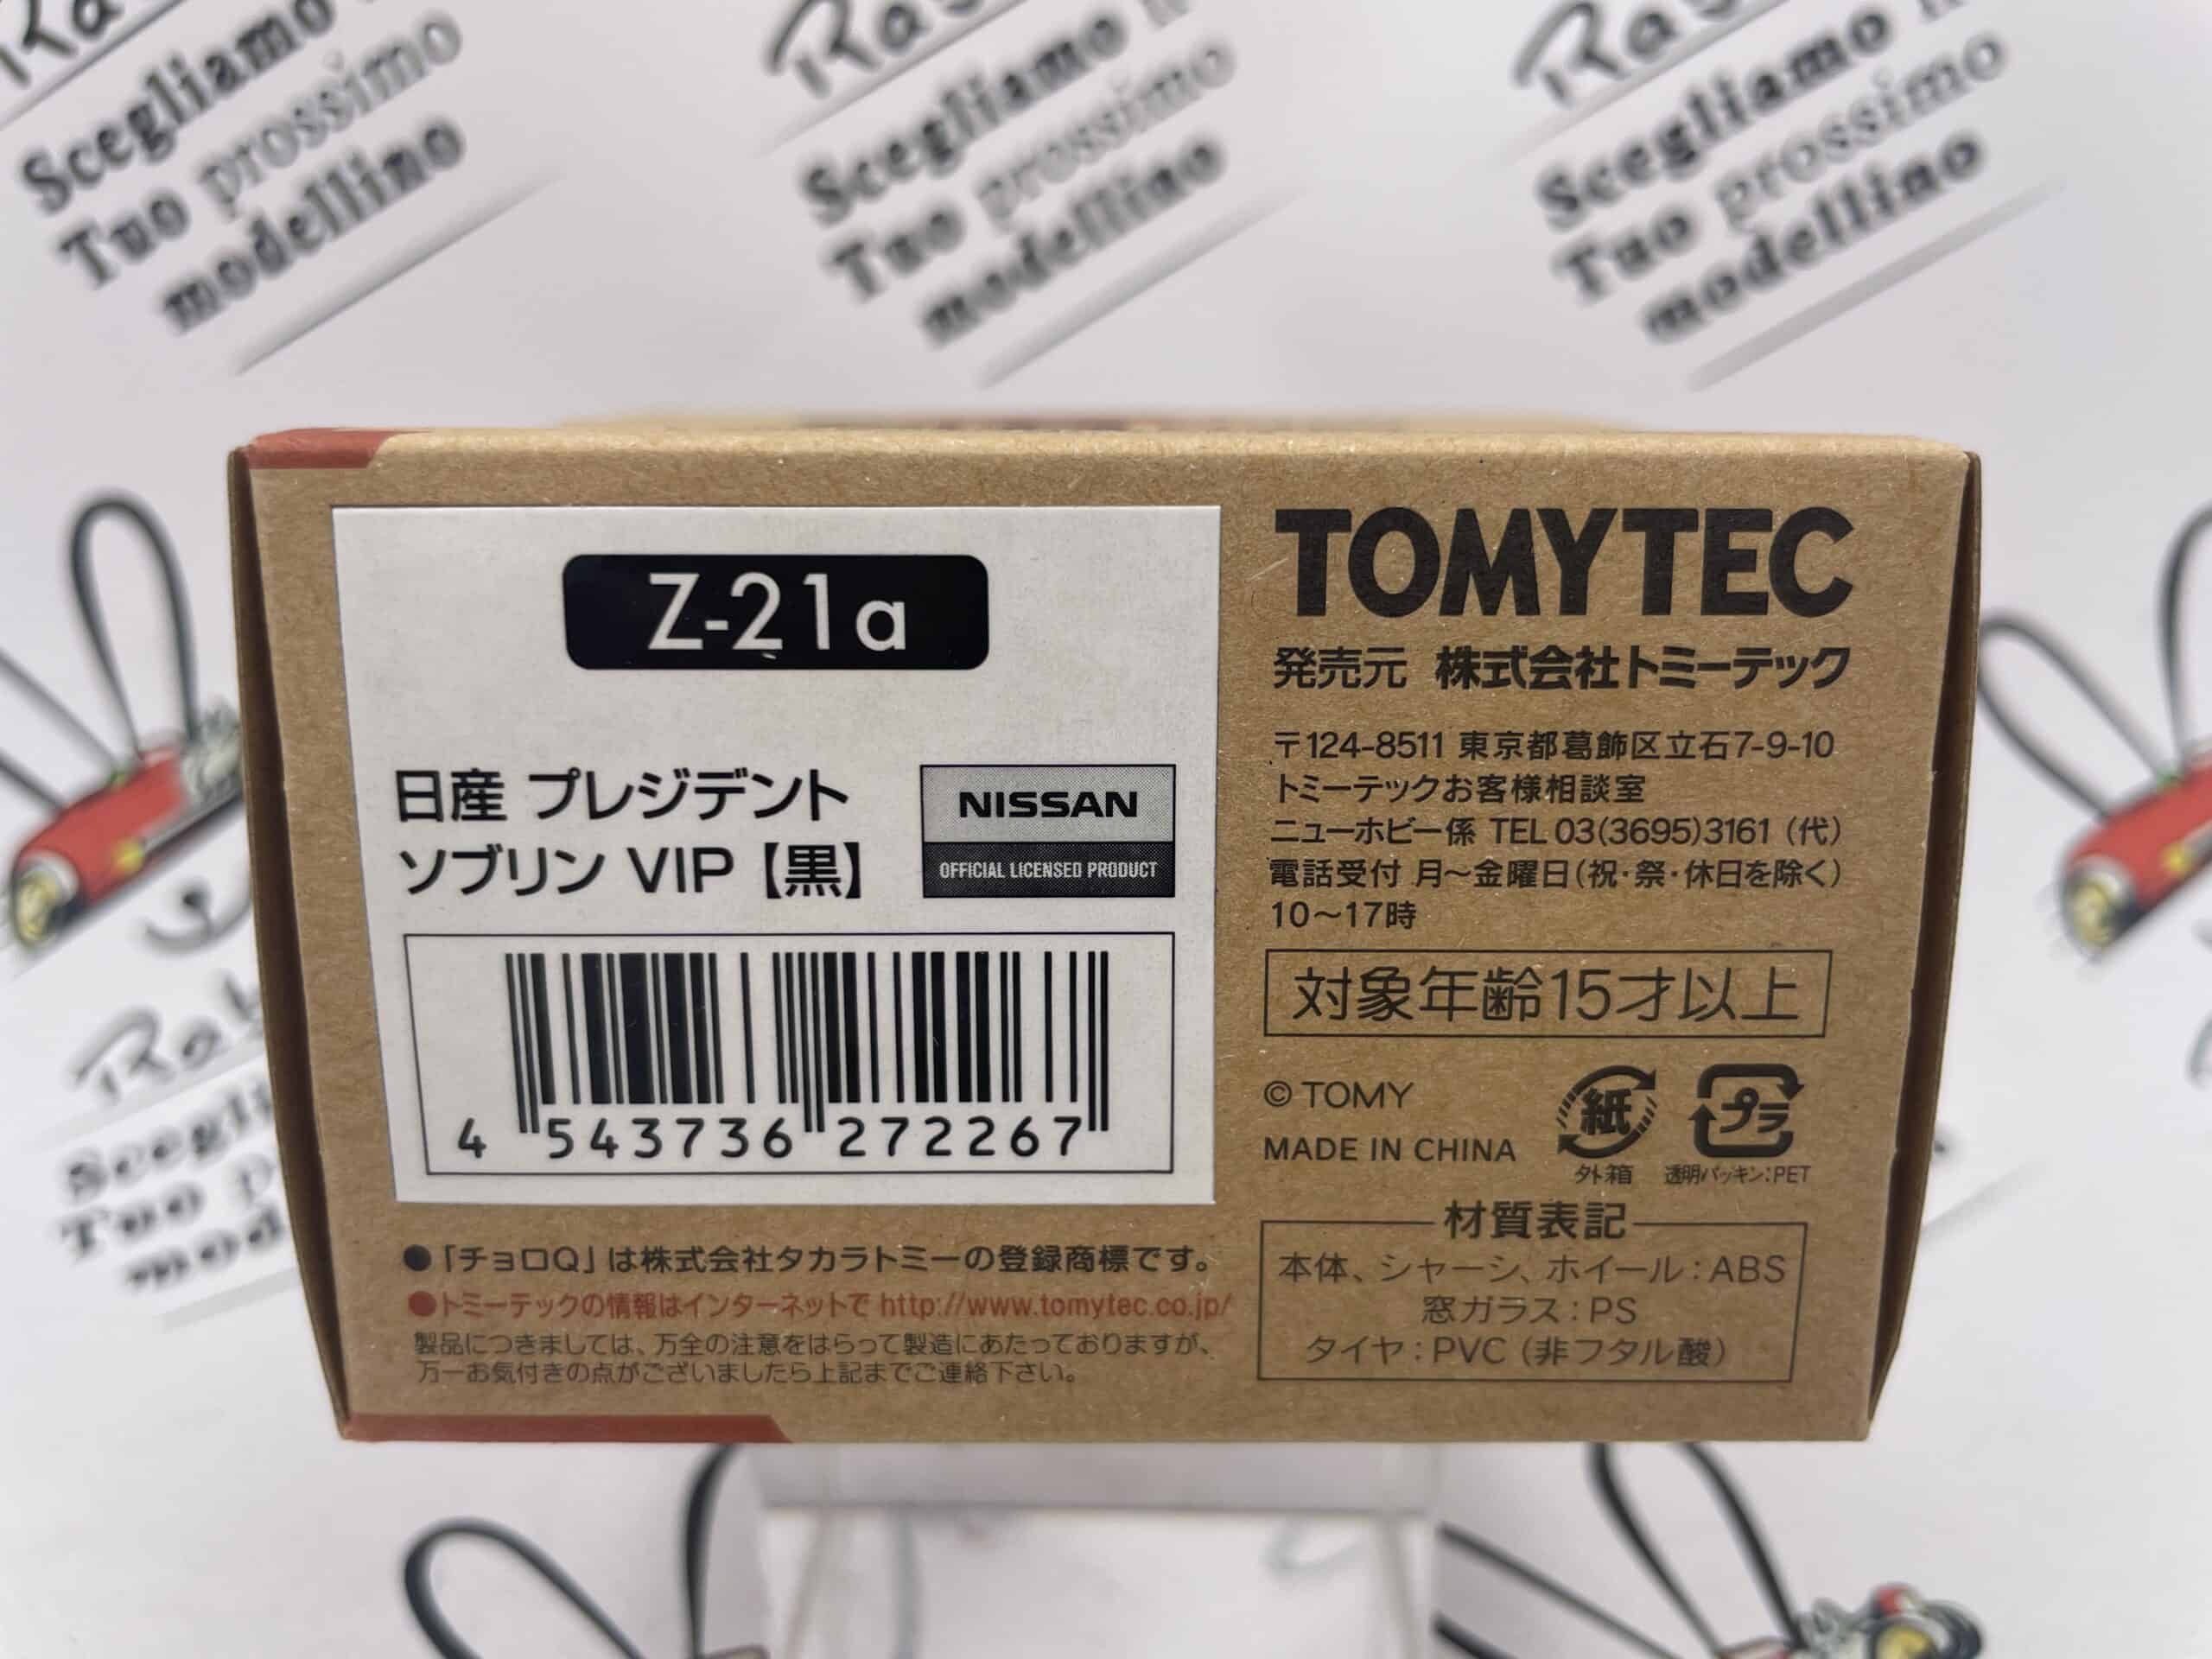 Scegliamo
Tuo prossimo
modellino
Scegliamo
Tuo prossimo
modellino
Scegliamo
Tuo prossimo
modellino
Z-21a
日産 プレジデント
ソブリン VIP【黒】
NISSAN
OFFICIAL LICENSED PRODUCT
4 543736 272267
●「チョロQ」は株式会社タカラトミーの登録商標です。
●トミーテックの情報はインターネットで http://www.tomytec.co.jp/
製品につきましては、万全の注意をはらって製造にあたっておりますが、
万一お気付きの点がございましたら上記までご連絡下さい。
TOMYTEC
発売元 株式会社トミーテック
〒124-8511 東京都葛飾区立石7-9-10
トミーテックお客様相談室
ニューホビー係 TEL 03(3695)3161 (代)
電話受付 月~金曜日(祝・祭・休日を除く)
10~17時
対象年齢15才以上
© TOMY
MADE IN CHINA
紙
外箱
プラ
透明パッキン:PET
材質表記
本体、シャーシ、ホイール:ABS
窓ガラス:PS
タイヤ:PVC (非フタル酸)